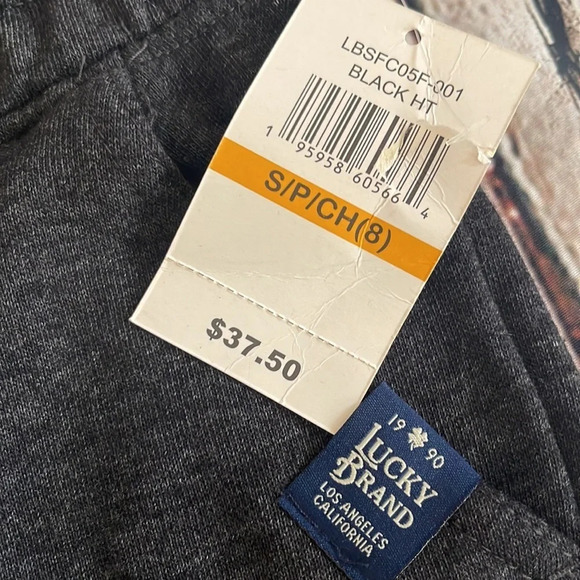 LBSFC05F-001
BLACK HT
1 95958 60566 4
S/P/CH(8)
$37.50
19 90
LUCKY
BRAND
LOS ANGELES
CALIFORNIA